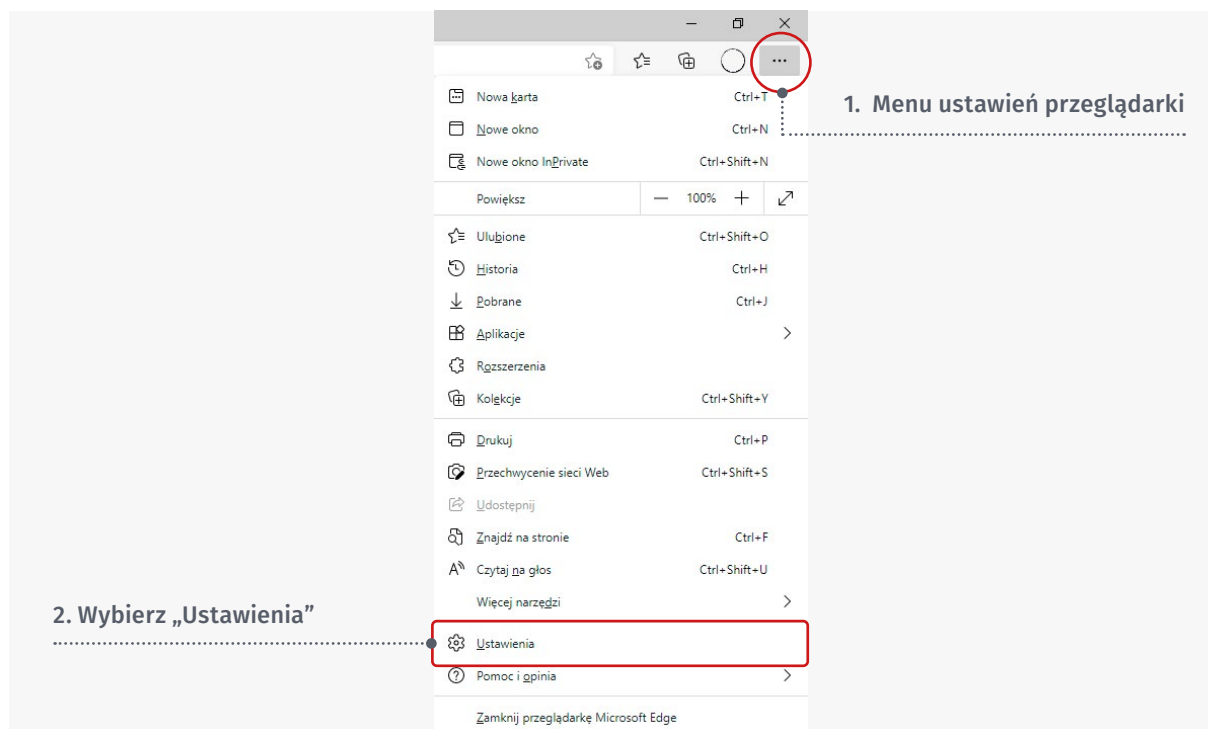 1. Menu ustawień przeglądarki
Nowa karta Ctrl+T
Nowe okno Ctrl+N
Nowe okno InPrivate Ctrl+Shift+N
Powiększ — 100% +
Ulubione Ctrl+Shift+O
Historia Ctrl+H
Pobrane Ctrl+J
Aplikacje
Rozszerzenia
Kolekcje Ctrl+Shift+Y
Drukuj Ctrl+P
Przechwycenie sieci Web Ctrl+Shift+S
Udostępnij
Znajdź na stronie Ctrl+F
Czytaj na głos Ctrl+Shift+U
Więcej narzędzi
2. Wybierz „Ustawienia”
Ustawienia
Pomoc i opinia
Zamknij przeglądarkę Microsoft Edge